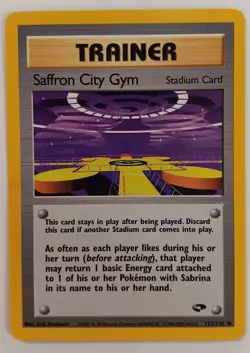 TRAINER
Saffron City Gym Stadium Card
This card stays in play after being played. Discard
this card if another Stadium card comes into play.
As often as each player likes during his or
her turn (before attacking), that player
may return 1 basic Energy card attached
to 1 of his or her Pokémon with Sabrina
in its name to his or her hand.
122/132